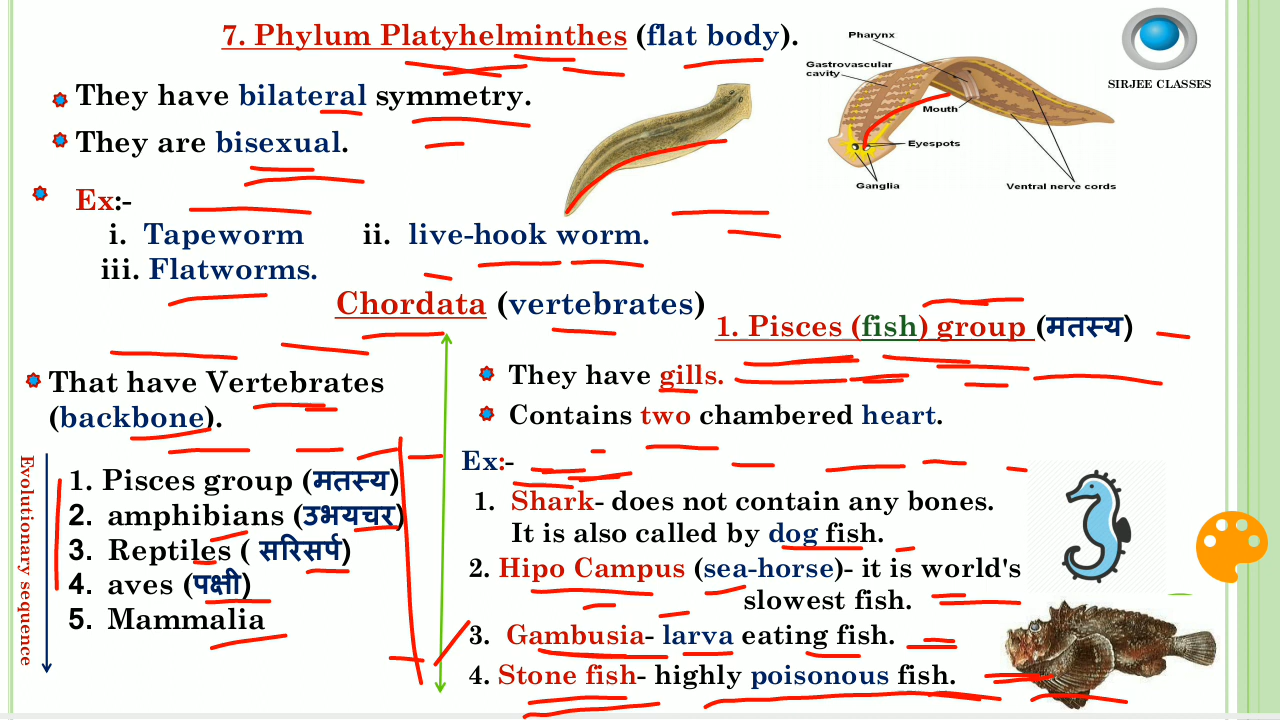 7. Phylum Platyhelminthes (flat body).
They have bilateral symmetry.
They are bisexual.
Ex:-
i. Tapeworm ii. live-hook worm.
iii. Flatworms.
Pharynx
Gastrovascular
cavity
Mouth
Eyespots
Ganglia
Ventral nerve cords
SIRJEE CLASSES
Chordata (vertebrates)
That have Vertebrates
(backbone).
Evolutionary sequence
1. Pisces group (मतस्य)
2. amphibians (उभयचर)
3. Reptiles ( सरिसर्प)
4. aves (पक्षी)
5. Mammalia
1. Pisces (fish) group (मतस्य)
They have gills.
Contains two chambered heart.
Ex:-
1. Shark- does not contain any bones.
It is also called by dog fish.
2. Hipo Campus (sea-horse)- it is world's
slowest fish.
3. Gambusia- larva eating fish.
4. Stone fish- highly poisonous fish.